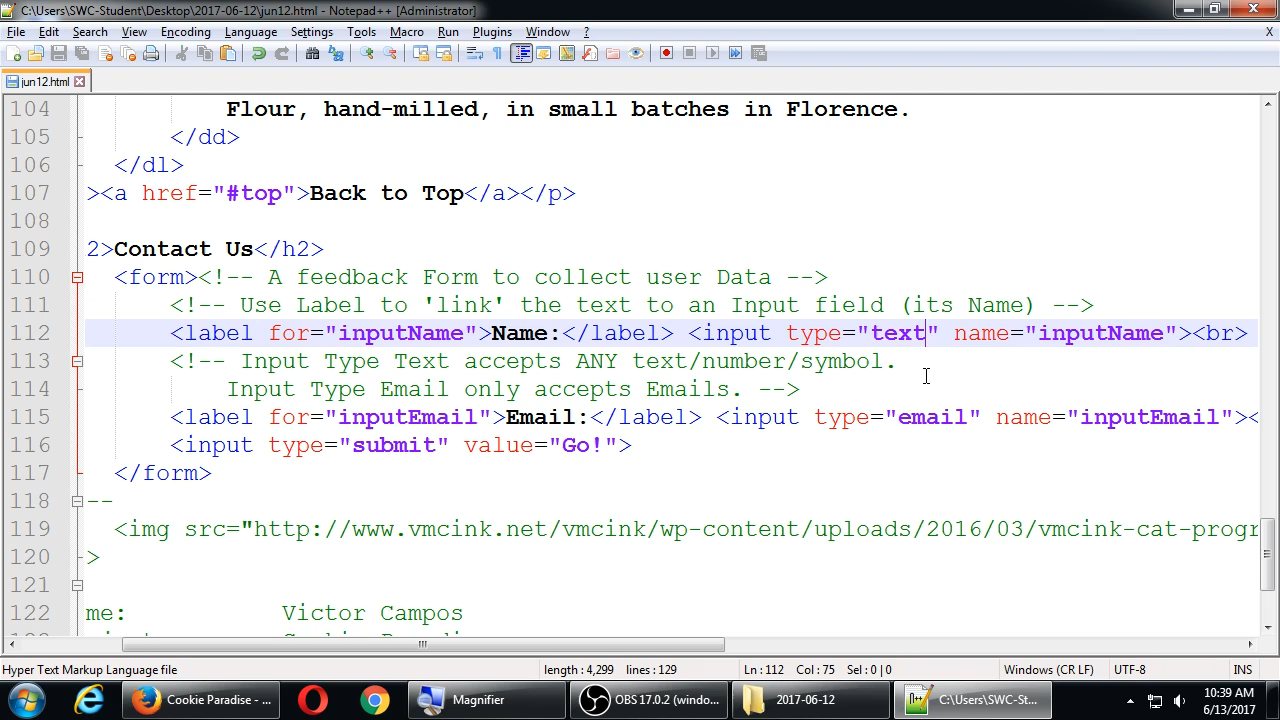 C:\Users\SWC-Student\Desktop\2017-06-12\jun12.html - Notepad++ [Administrator]
File Edit Search View Encoding Language Settings Tools Macro Run Plugins Window ? X
jun12.html
104 Flour, hand-milled, in small batches in Florence.
105 </dd>
106 </dl>
107 ><a href="#top">Back to Top</a></p>
108
109 2>Contact Us</h2>
110 <form><!-- A feedback Form to collect user Data -->
111 <!-- Use Label to 'link' the text to an Input field (its Name) -->
112 <label for="inputName">Name:</label> <input type="text" name="inputName"><br>
113 <!-- Input Type Text accepts ANY text/number/symbol.
114 Input Type Email only accepts Emails. -->
115 <label for="inputEmail">Email:</label> <input type="email" name="inputEmail"><
116 <input type="submit" value="Go!">
117 </form>
118 --
119 <img src="http://www.vmcink.net/vmcink/wp-content/uploads/2016/03/vmcink-cat-progr
120 >
121
122 me: Victor Campos
Hyper Text Markup Language file length : 4,299 lines : 129 Ln : 112 Col : 75 Sel : 0 | 0 Windows (CR LF) UTF-8 INS
Cookie Paradise - ... Magnifier OBS 17.0.2 (windo... 2017-06-12 C:\Users\SWC-St... 10:39 AM
6/13/2017